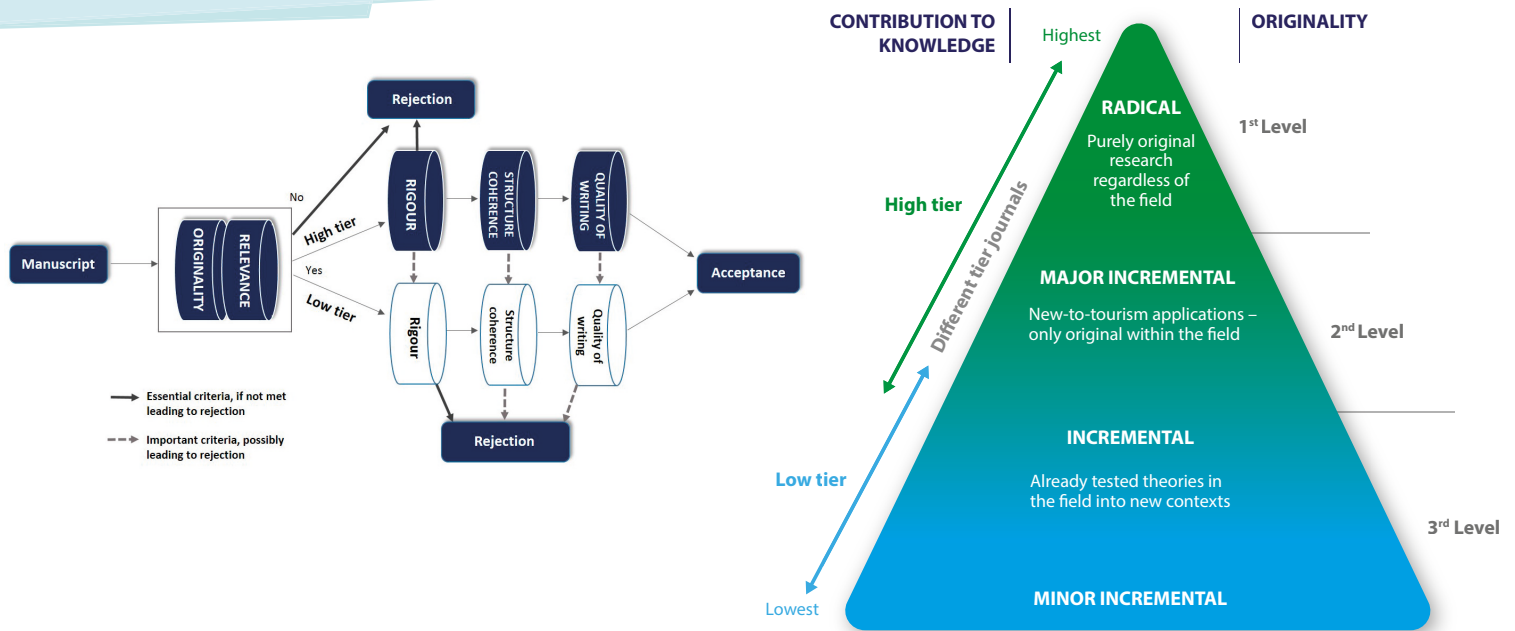 Rejection
No
RIGOUR
STRUCTURE
COHERENCE
QUALITY OF
WRITING
High tier
Manuscript
ORIGINALITY
RELEVANCE
Yes
Low tier
Acceptance
Rigour
Structure
coherence
Quality of
writing
Essential criteria, if not met
leading to rejection
Important criteria, possibly
leading to rejection
Rejection
CONTRIBUTION TO
KNOWLEDGE
ORIGINALITY
Highest
RADICAL
Purely original
research
regardless of
the field
1st Level
High tier
Different tier journals
MAJOR INCREMENTAL
New-to-tourism applications –
only original within the field
2nd Level
INCREMENTAL
Already tested theories in
the field into new contexts
Low tier
3rd Level
MINOR INCREMENTAL
Lowest